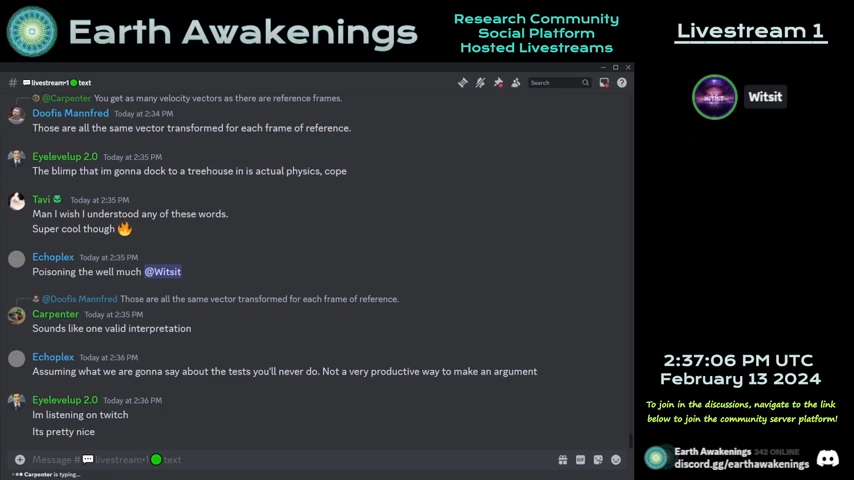 Earth Awakenings
Research Community
Social Platform
Hosted Livestreams
Livestream 1
# livestream•1 text
Search
@Carpenter You get as many velocity vectors as there are reference frames.
Doofis Mannfred Today at 2:34 PM
Those are all the same vector transformed for each frame of reference.
Eyelevelup 2.0 Today at 2:35 PM
The blimp that im gonna dock to a treehouse in is actual physics, cope
Tavi Today at 2:35 PM
Man I wish I understood any of these words.
Super cool though 🔥
Echoplex Today at 2:35 PM
Poisoning the well much @Witsit
@Doofis Mannfred Those are all the same vector transformed for each frame of reference.
Carpenter Today at 2:35 PM
Sounds like one valid interpretation
Echoplex Today at 2:36 PM
Assuming what we are gonna say about the tests you'll never do. Not a very productive way to make an argument
Eyelevelup 2.0 Today at 2:36 PM
Im listening on twitch
Its pretty nice
Message # livestream•1 text
GIF
Carpenter is typing...
WITSIT
Witsit
2:37:06 PM UTC
February 13 2024
To join in the discussions, navigate to the link
below to join the community server platform!
Earth Awakenings 342 ONLINE
discord.gg/earthawakenings